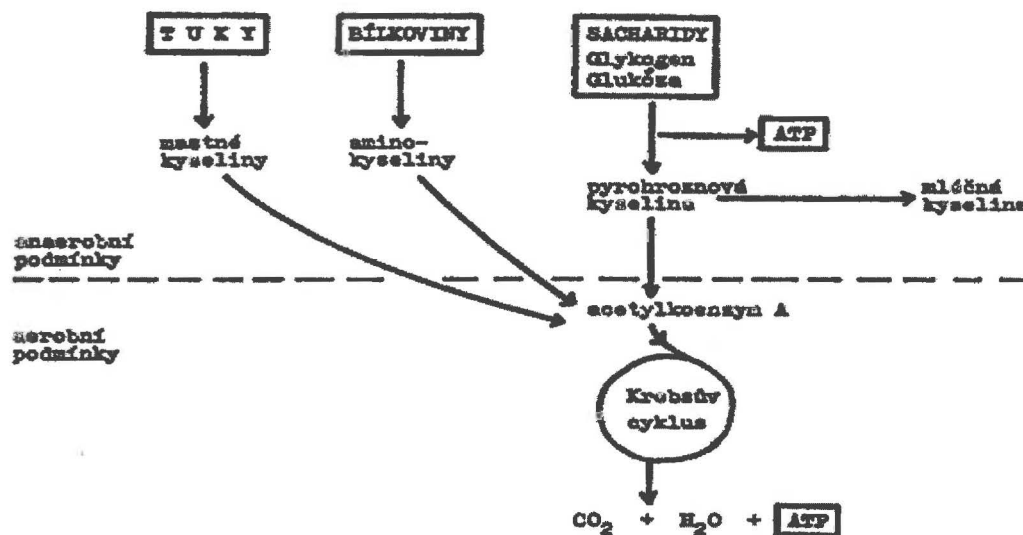 T U K Y
BÍLKOVINY
SACHARIDY
Glykogen
Glukóza
ATP
mastné
kyseliny
amino-
kyseliny
pyrohroznová
kyselina
mléčná
kyselina
anaerobní
podmínky
acetylkoenzym A
aerobní
podmínky
Krebsův
cyklus
CO₂ + H₂O + ATP